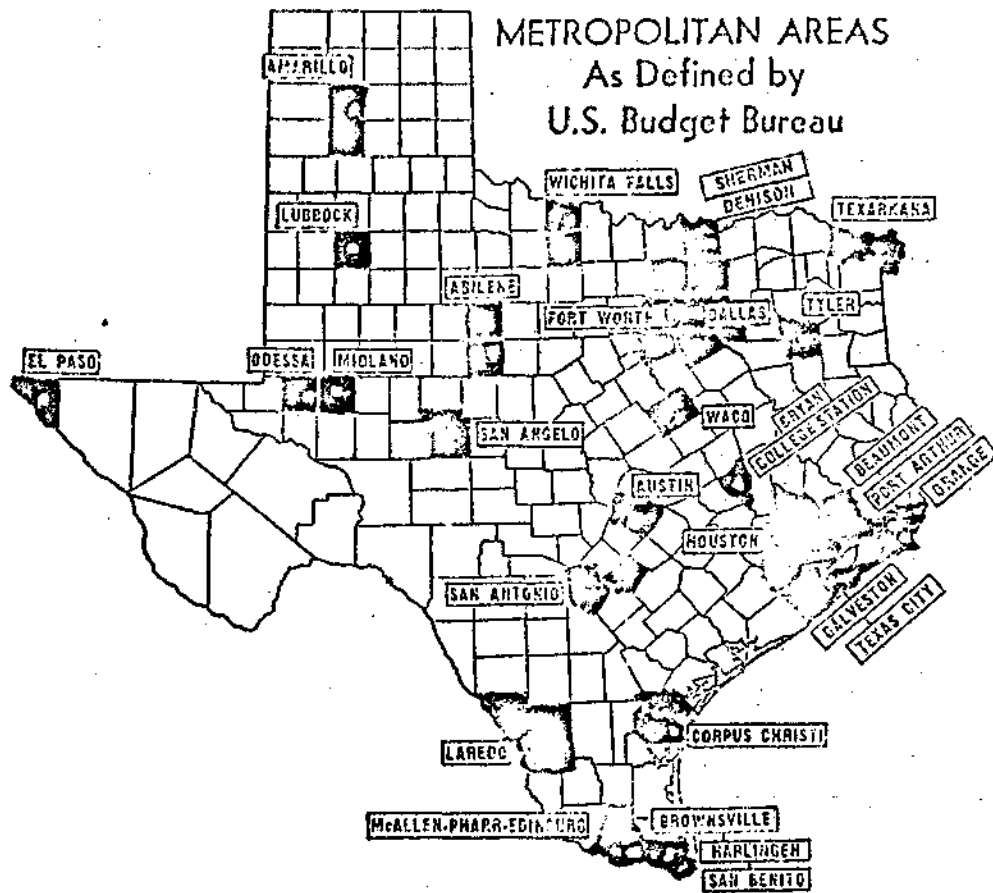 METROPOLITAN AREAS
As Defined by
U.S. Budget Bureau
AMARILLO
WICHITA FALLS
SHERMAN
DENISON
TEXARKANA
LUBBOCK
ABILENE
FORT WORTH
DALLAS
TYLER
EL PASO
ODESSA
MIDLAND
WACO
BRYAN
COLLEGE STATION
SAN ANGELO
BEAUMONT
PORT ARTHUR
ORANGE
AUSTIN
HOUSTON
SAN ANTONIO
GALVESTON
TEXAS CITY
LAREDO
CORPUS CHRISTI
McALLEN-PHARR-EDINBURG
BROWNSVILLE
HARLINGEN
SAN BENITO